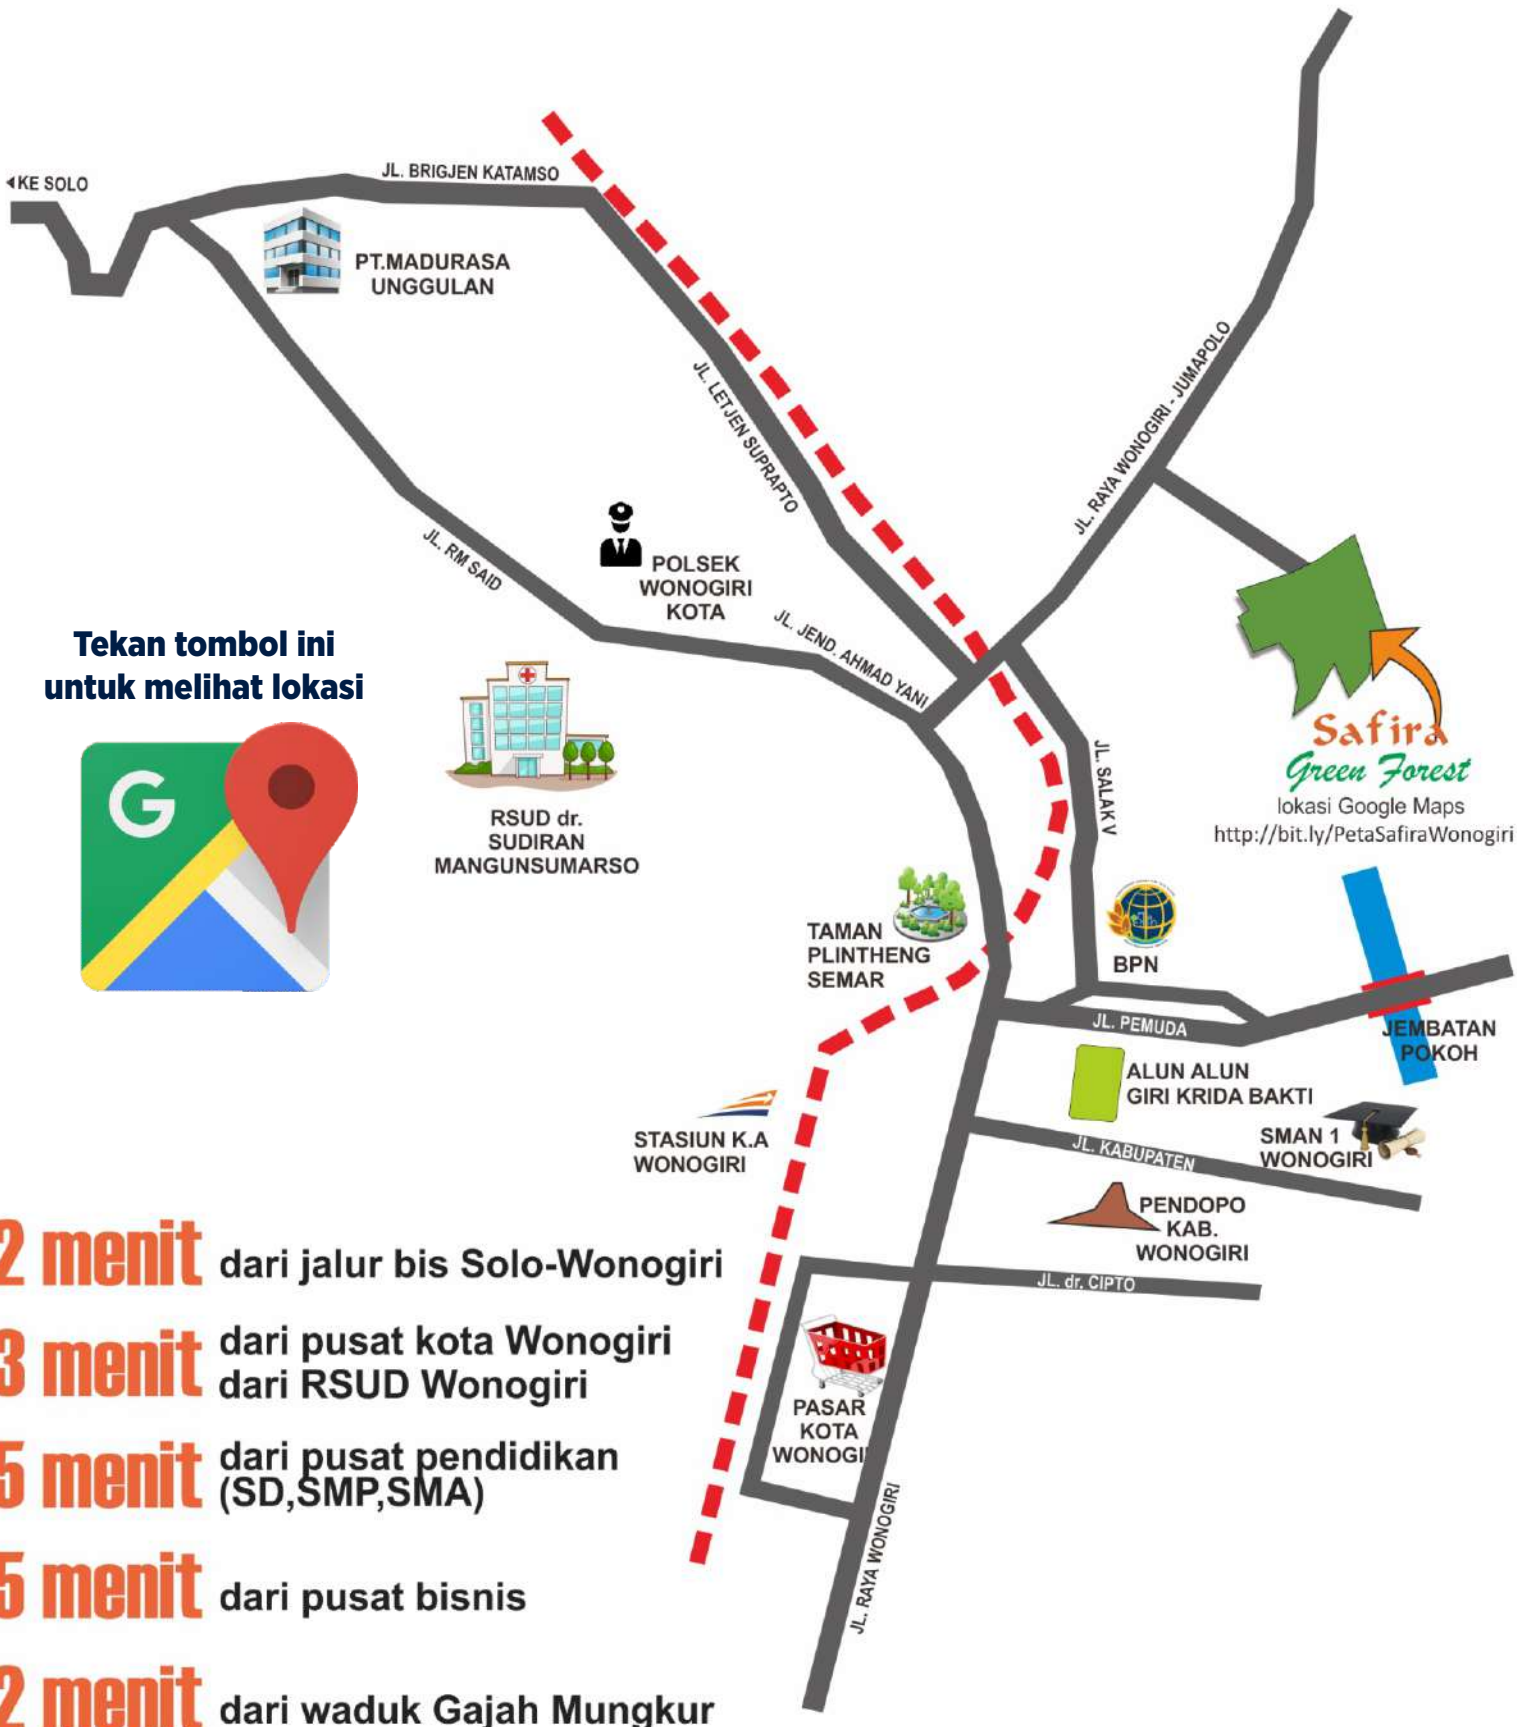 ◄KE SOLO
JL. BRIGJEN KATAMSO
PT.MADURASA
UNGGULAN
JL. LETJEN SUPRAPTO
JL. RAYA WONOGIRI - JUMAPOLO
JL. RM SAID
POLSEK
WONOGIRI
KOTA
JL. JEND. AHMAD YANI
Tekan tombol ini
untuk melihat lokasi
G
RSUD dr.
SUDIRAN
MANGUNSUMARSO
JL. SALAK V
Safira
Green Forest
lokasi Google Maps
http://bit.ly/PetaSafiraWonogiri
TAMAN
PLINTHENG
SEMAR
BPN
JL. PEMUDA
JEMBATAN
POKOH
ALUN ALUN
GIRI KRIDA BAKTI
STASIUN K.A
WONOGIRI
JL. KABUPATEN
SMAN 1
WONOGIRI
PENDOPO
KAB.
WONOGIRI
JL. dr. CIPTO
PASAR
KOTA
WONOGI
JL. RAYA WONOGIRI
2 menit dari jalur bis Solo-Wonogiri
3 menit dari pusat kota Wonogiri
dari RSUD Wonogiri
5 menit dari pusat pendidikan
(SD,SMP,SMA)
5 menit dari pusat bisnis
2 menit dari waduk Gajah Mungkur